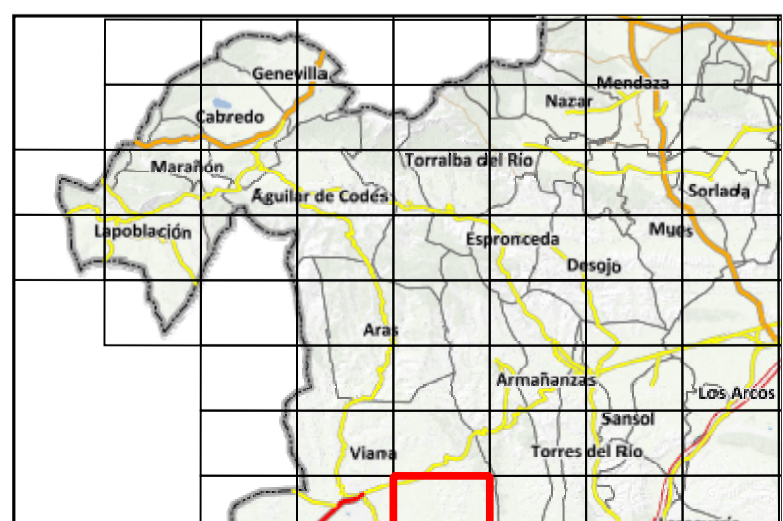 Genevilla
Mendaza
Nazar
Cabredo
Marañón
Torralba del Río
Sorlada
Aguilar de Codés
Lapoblación
Mues
Espronceda
Desojo
Aras
Armañanzas
Los Arcos
Sansol
Viana
Torres del Río